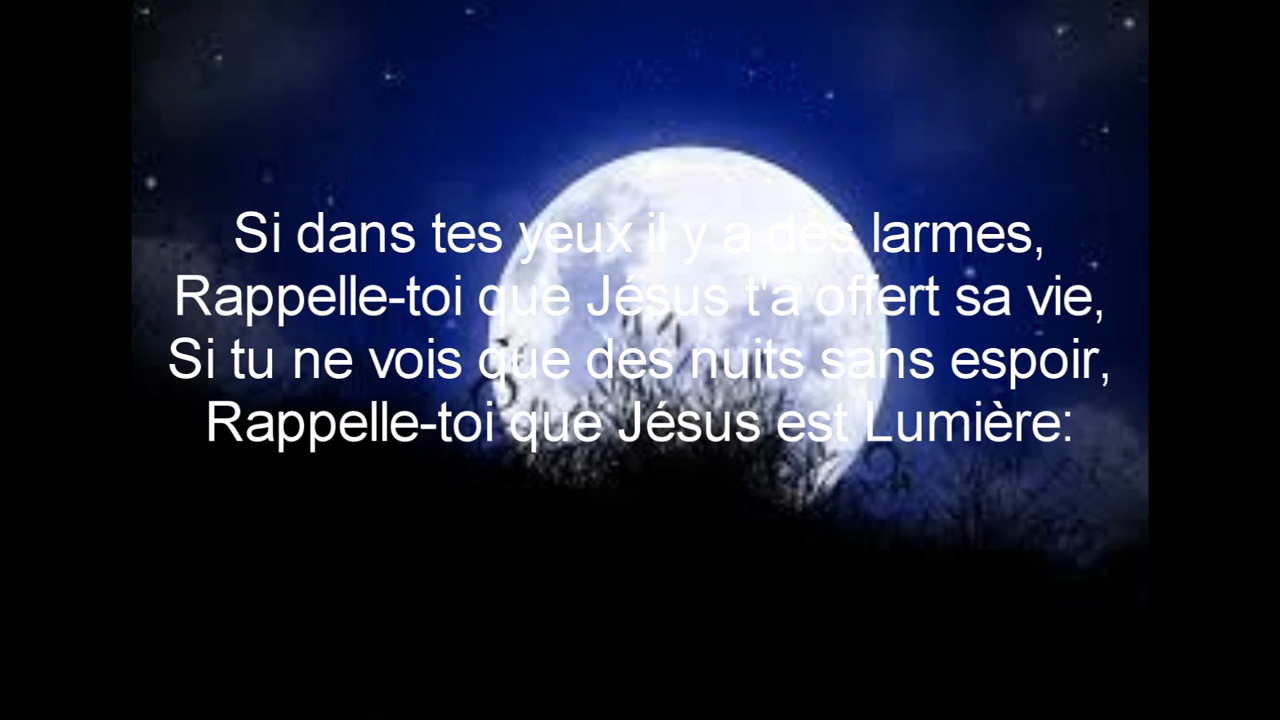 Si dans tes yeux il y a des larmes,
Rappelle-toi que Jésus t'a offert sa vie,
Si tu ne vois que des nuits sans espoir,
Rappelle-toi que Jésus est Lumière: